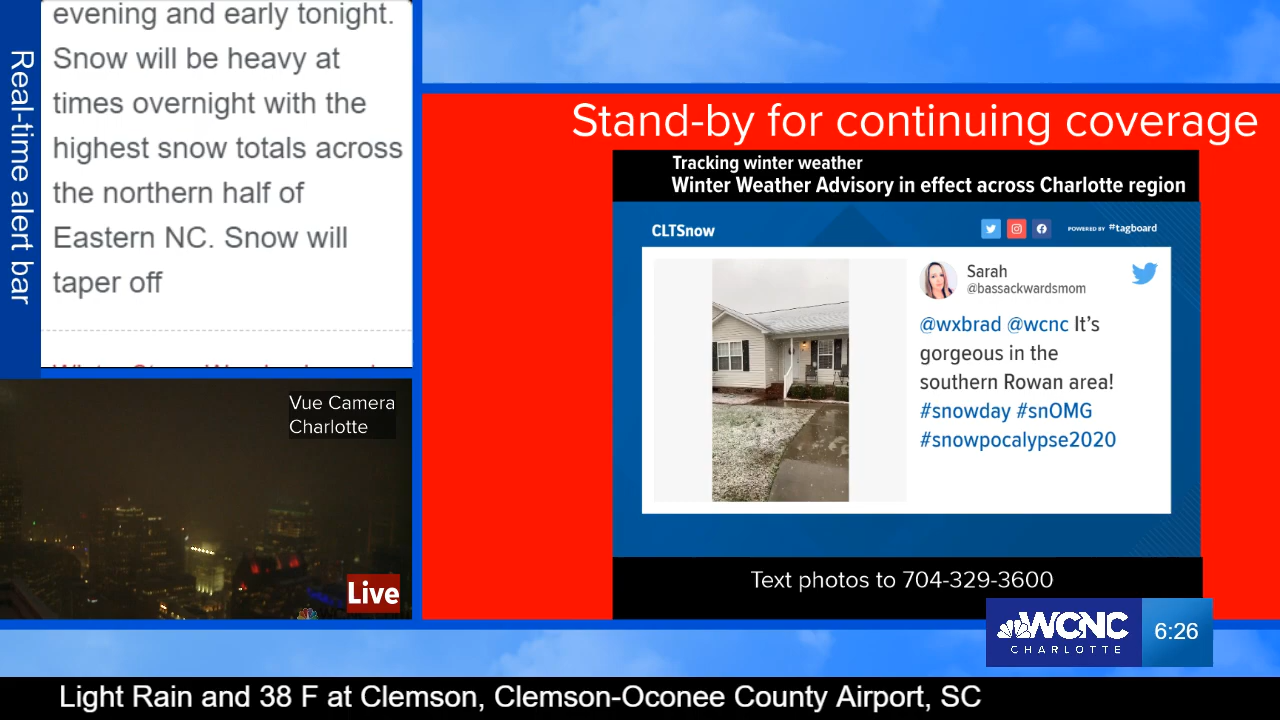 Real-time alert bar
evening and early tonight.
Snow will be heavy at
times overnight with the
highest snow totals across
the northern half of
Eastern NC. Snow will
taper off
Vue Camera
Charlotte
Live
Stand-by for continuing coverage
Tracking winter weather
Winter Weather Advisory in effect across Charlotte region
CLTSnow
POWERED BY #tagboard
Sarah
@bassackwardsmom
@wxbrad @wcnc It's
gorgeous in the
southern Rowan area!
#snowday #snOMG
#snowpocalypse2020
Text photos to 704-329-3600
WCNC
CHARLOTTE
6:26
Light Rain and 38 F at Clemson, Clemson-Oconee County Airport, SC